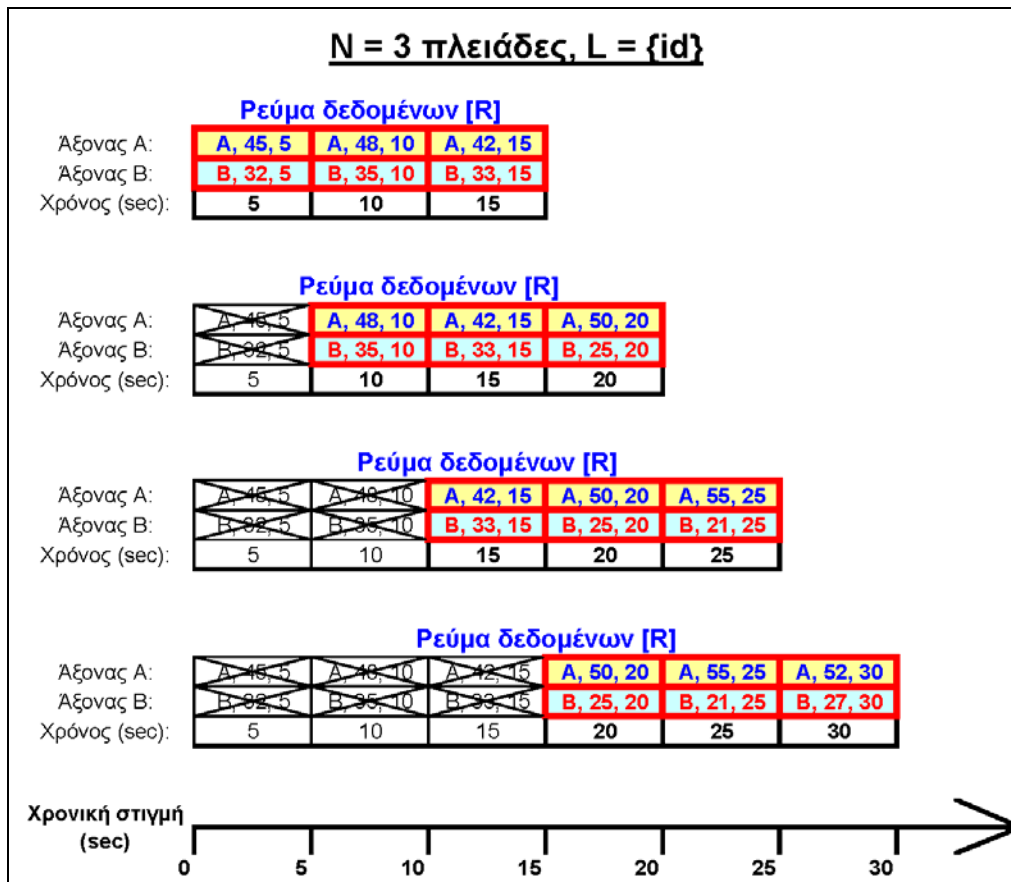 N = 3 πλειάδες, L = {id}
Ρεύμα δεδομένων [R]
Άξονας Α: A, 45, 5 A, 48, 10 A, 42, 15
Άξονας Β: B, 32, 5 B, 35, 10 B, 33, 15
Χρόνος (sec): 5 10 15
Ρεύμα δεδομένων [R]
Άξονας Α: A, 45, 5 A, 48, 10 A, 42, 15 A, 50, 20
Άξονας Β: B, 32, 5 B, 35, 10 B, 33, 15 B, 25, 20
Χρόνος (sec): 5 10 15 20
Ρεύμα δεδομένων [R]
Άξονας Α: A, 45, 5 A, 48, 10 A, 42, 15 A, 50, 20 A, 55, 25
Άξονας Β: B, 32, 5 B, 35, 10 B, 33, 15 B, 25, 20 B, 21, 25
Χρόνος (sec): 5 10 15 20 25
Ρεύμα δεδομένων [R]
Άξονας Α: A, 45, 5 A, 48, 10 A, 42, 15 A, 50, 20 A, 55, 25 A, 52, 30
Άξονας Β: B, 32, 5 B, 35, 10 B, 33, 15 B, 25, 20 B, 21, 25 B, 27, 30
Χρόνος (sec): 5 10 15 20 25 30
Χρονική στιγμή
(sec)
0 5 10 15 20 25 30